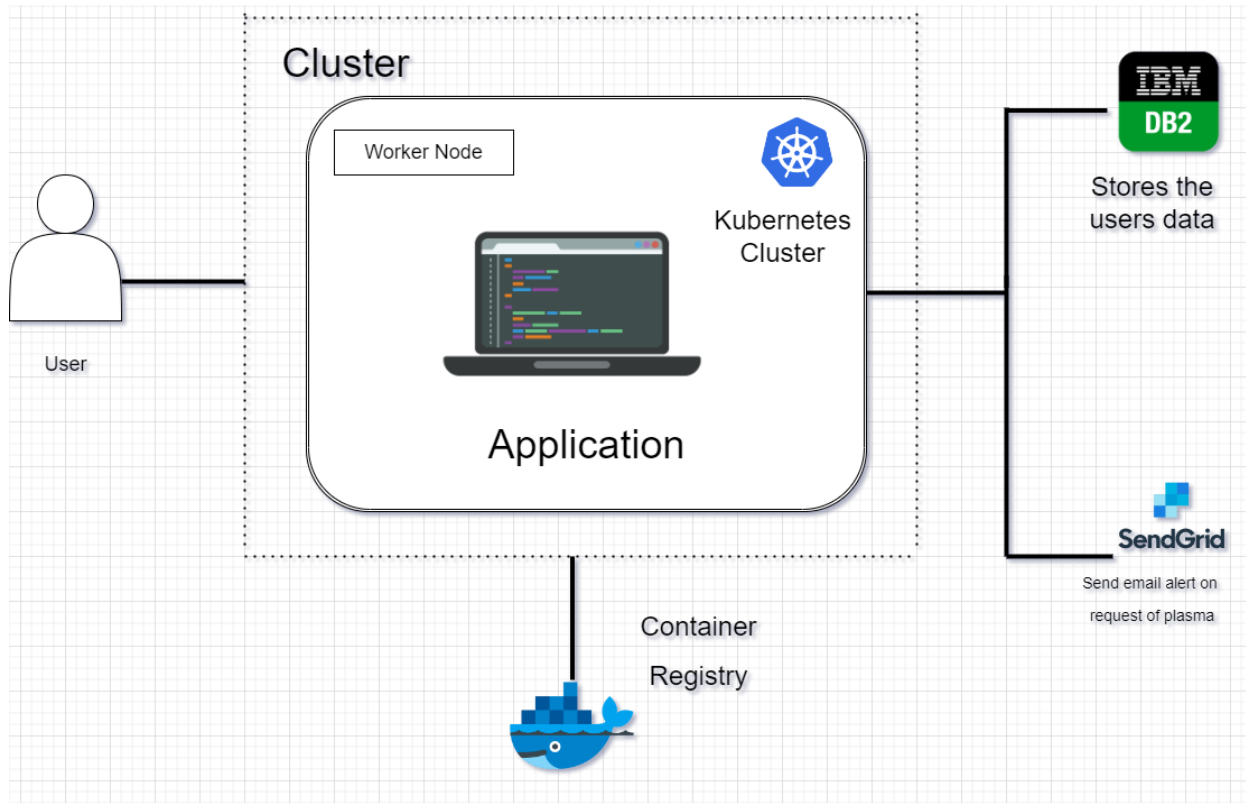 Cluster
Worker Node
Kubernetes
Cluster
Application
User
IBM
DB2
Stores the
users data
SendGrid
Send email alert on
request of plasma
Container
Registry